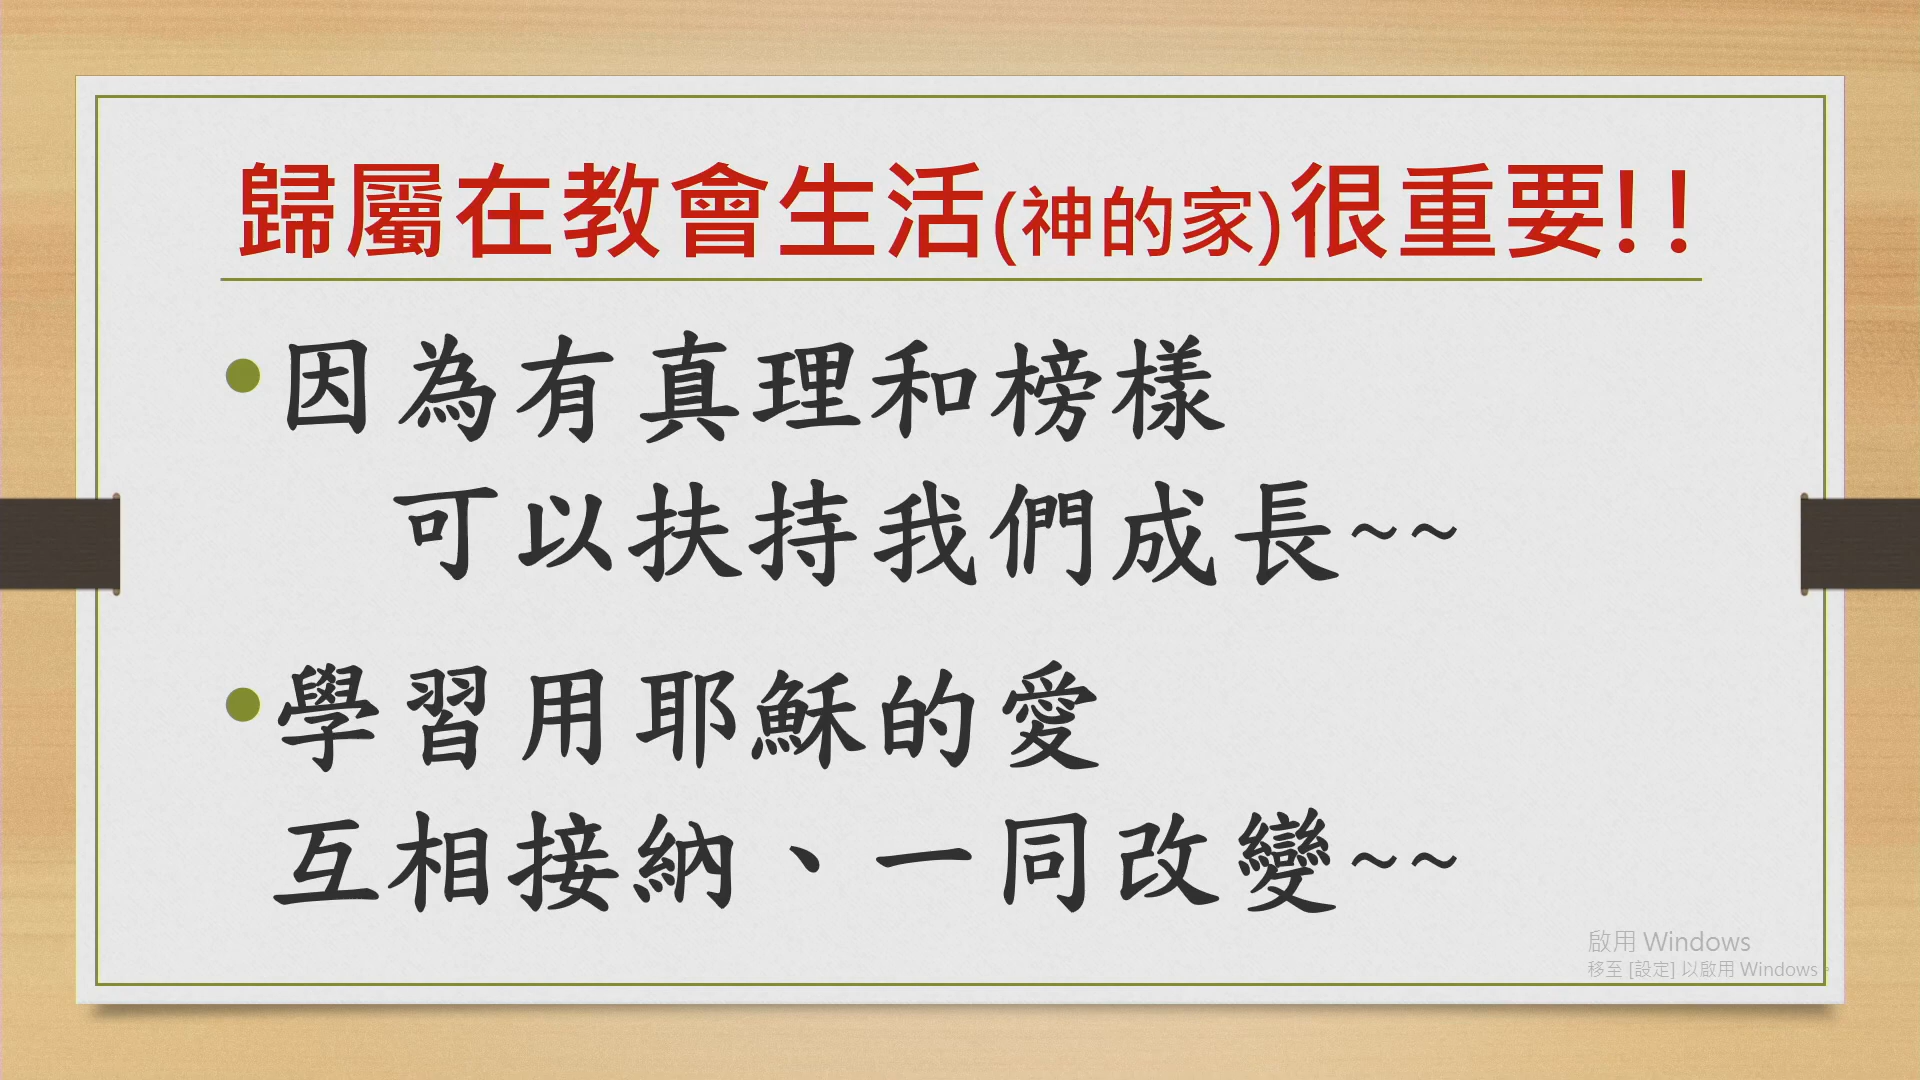 歸屬在教會生活(神的家)很重要!!
•因為有真理和榜樣
可以扶持我們成長~~
•學習用耶穌的愛
互相接納、一同改變~~
啟用 Windows
移至 [設定] 以啟用 Windows。